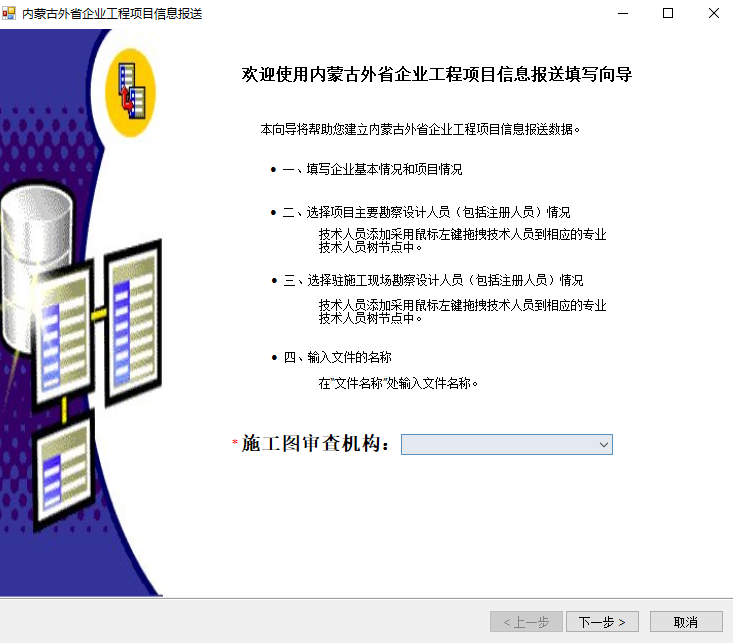 内蒙古外省企业工程项目信息报送
欢迎使用内蒙古外省企业工程项目信息报送填写向导
本向导将帮助您建立内蒙古外省企业工程项目信息报送数据。
• 一、填写企业基本情况和项目情况
• 二、选择项目主要勘察设计人员（包括注册人员）情况
技术人员添加采用鼠标左键拖拽技术人员到相应的专业
技术人员树节点中。
• 三、选择驻施工现场勘察设计人员（包括注册人员）情况
技术人员添加采用鼠标左键拖拽技术人员到相应的专业
技术人员树节点中。
• 四、输入文件的名称
在"文件名称"处输入文件名称。
*施工图审查机构：
<上一步 下一步 > 取消